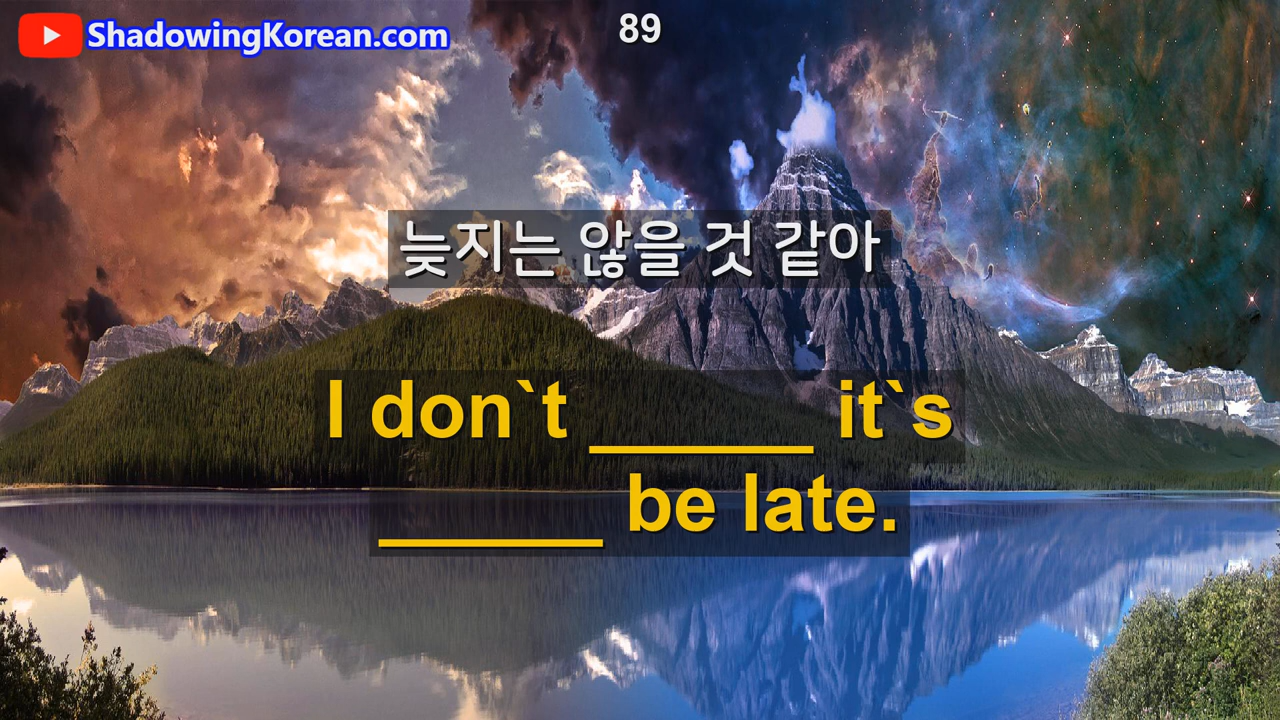 ShadowingKorean.com
89
늦지는 않을 것 같아
I don`t ______ it`s
______ be late.